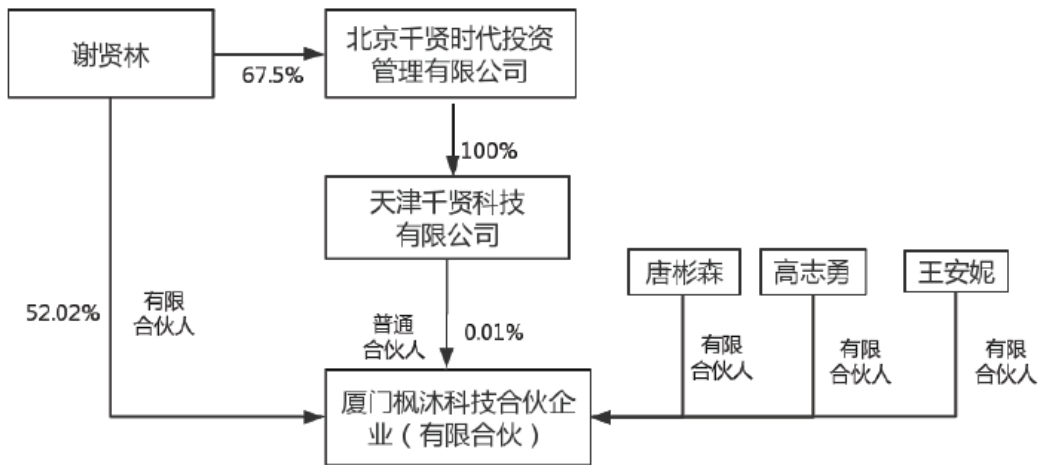 谢贤林
67.5%
北京千贤时代投资
管理有限公司
100%
天津千贤科技
有限公司
唐彬森
高志勇
王安妮
52.02%
有限
合伙人
普通
合伙人
0.01%
有限
合伙人
有限
合伙人
有限
合伙人
厦门枫沐科技合伙企
业（有限合伙）